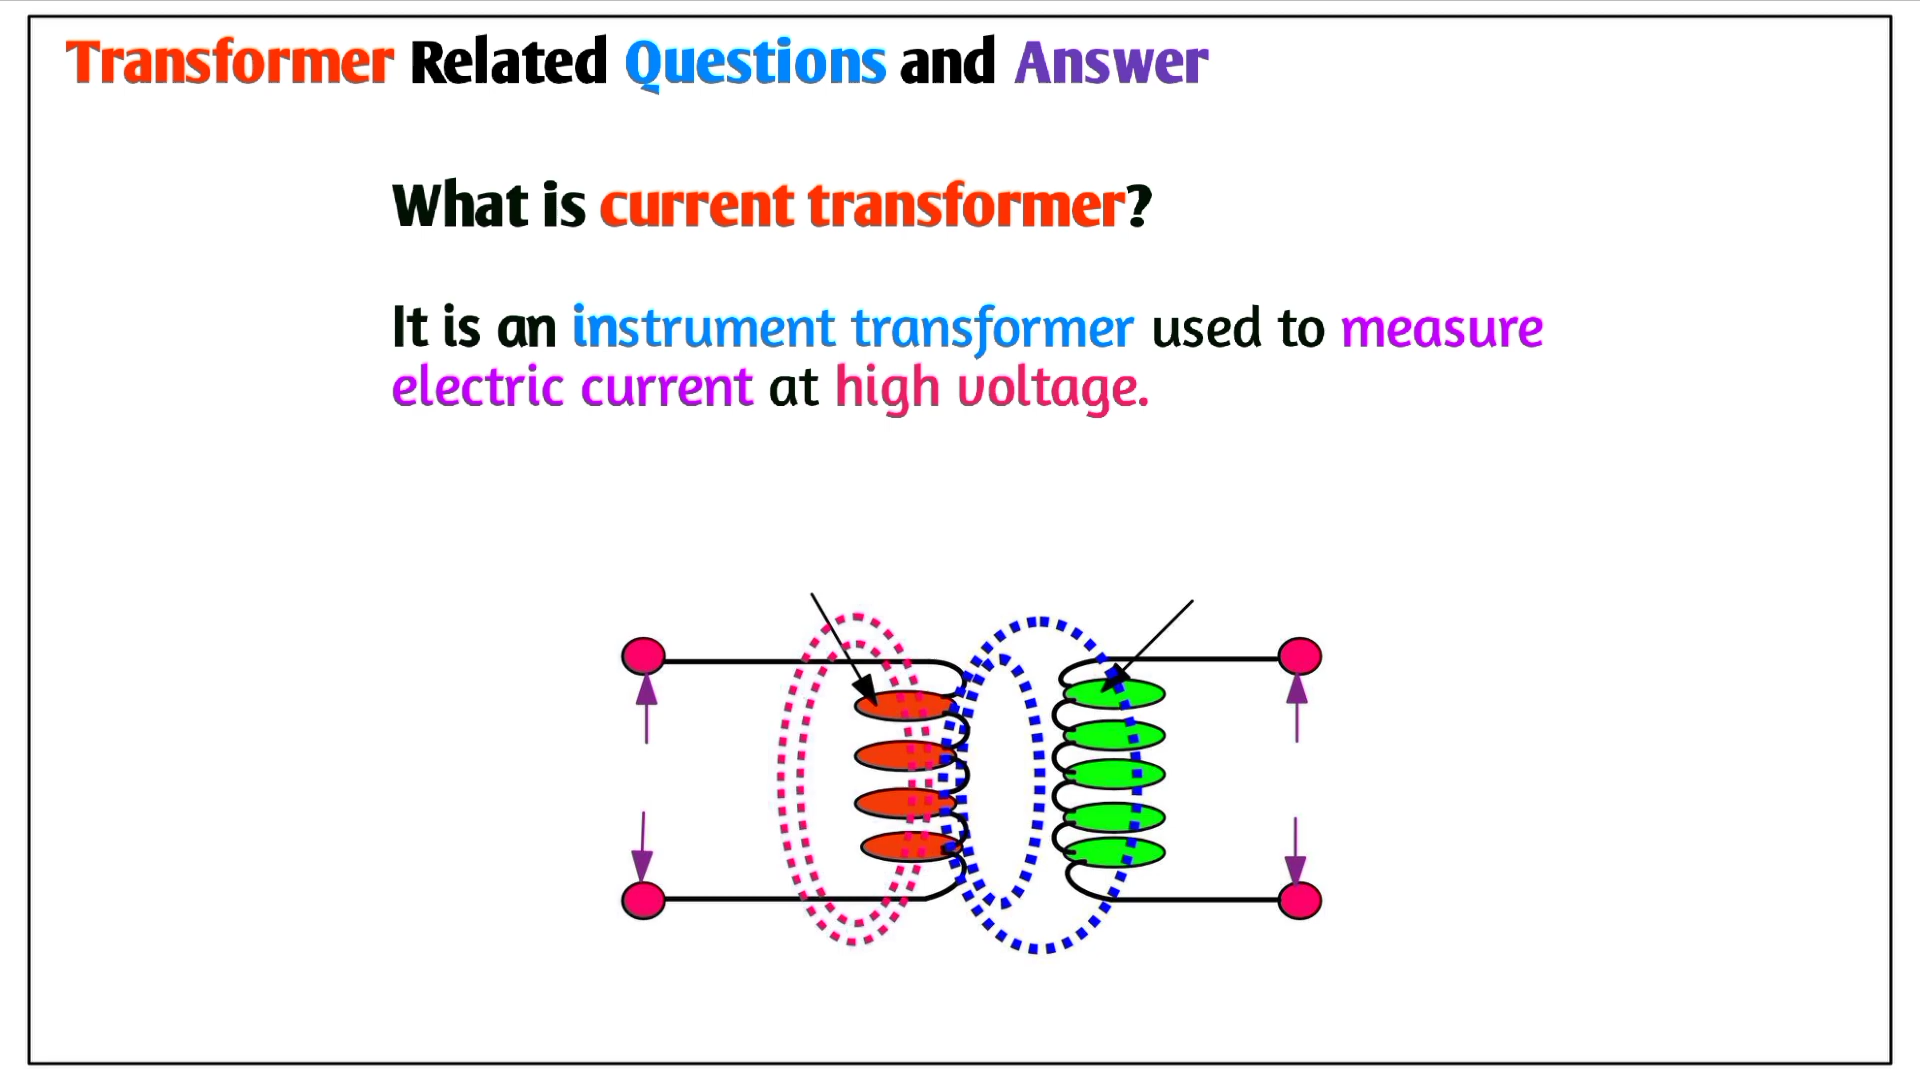 Transformer Related Questions and Answer
What is current transformer?
It is an instrument transformer used to measure
electric current at high voltage.